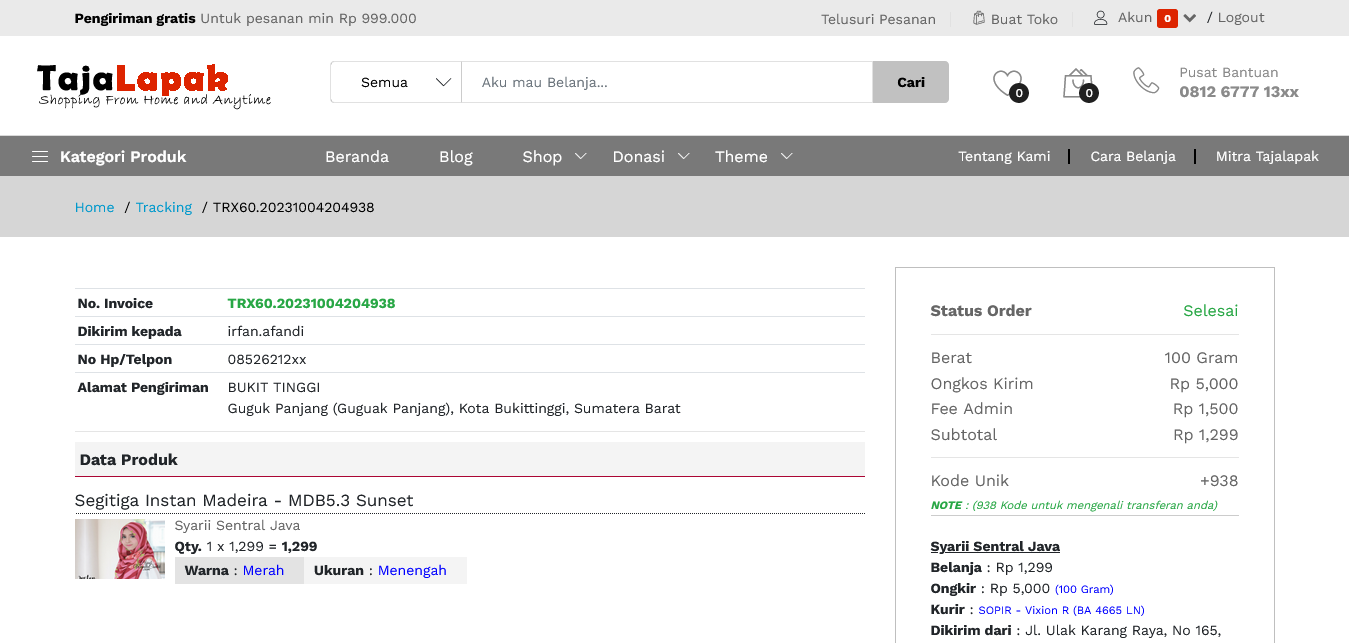 Pengiriman gratis Untuk pesanan min Rp 999.000
Telusuri Pesanan
Buat Toko
Akun 0 / Logout
TajaLapak
Shopping From Home and Anytime
Semua
Aku mau Belanja...
Cari
0
0
Pusat Bantuan
0812 6777 13xx
Kategori Produk
Beranda
Blog
Shop
Donasi
Theme
Tentang Kami
Cara Belanja
Mitra Tajalapak
Home / Tracking / TRX60.20231004204938
No. Invoice TRX60.20231004204938
Dikirim kepada irfan.afandi
No Hp/Telpon 08526212xx
Alamat Pengiriman BUKIT TINGGI
Guguk Panjang (Guguak Panjang), Kota Bukittinggi, Sumatera Barat
Data Produk
Segitiga Instan Madeira - MDB5.3 Sunset
Syarii Sentral Java
Qty. 1 x 1,299 = 1,299
Warna : Merah Ukuran : Menengah
Status Order Selesai
Berat 100 Gram
Ongkos Kirim Rp 5,000
Fee Admin Rp 1,500
Subtotal Rp 1,299
Kode Unik +938
NOTE : (938 Kode untuk mengenali transferan anda)
Syarii Sentral Java
Belanja : Rp 1,299
Ongkir : Rp 5,000 (100 Gram)
Kurir : SOPIR - Vixion R (BA 4665 LN)
Dikirim dari : Jl. Ulak Karang Raya, No 165,